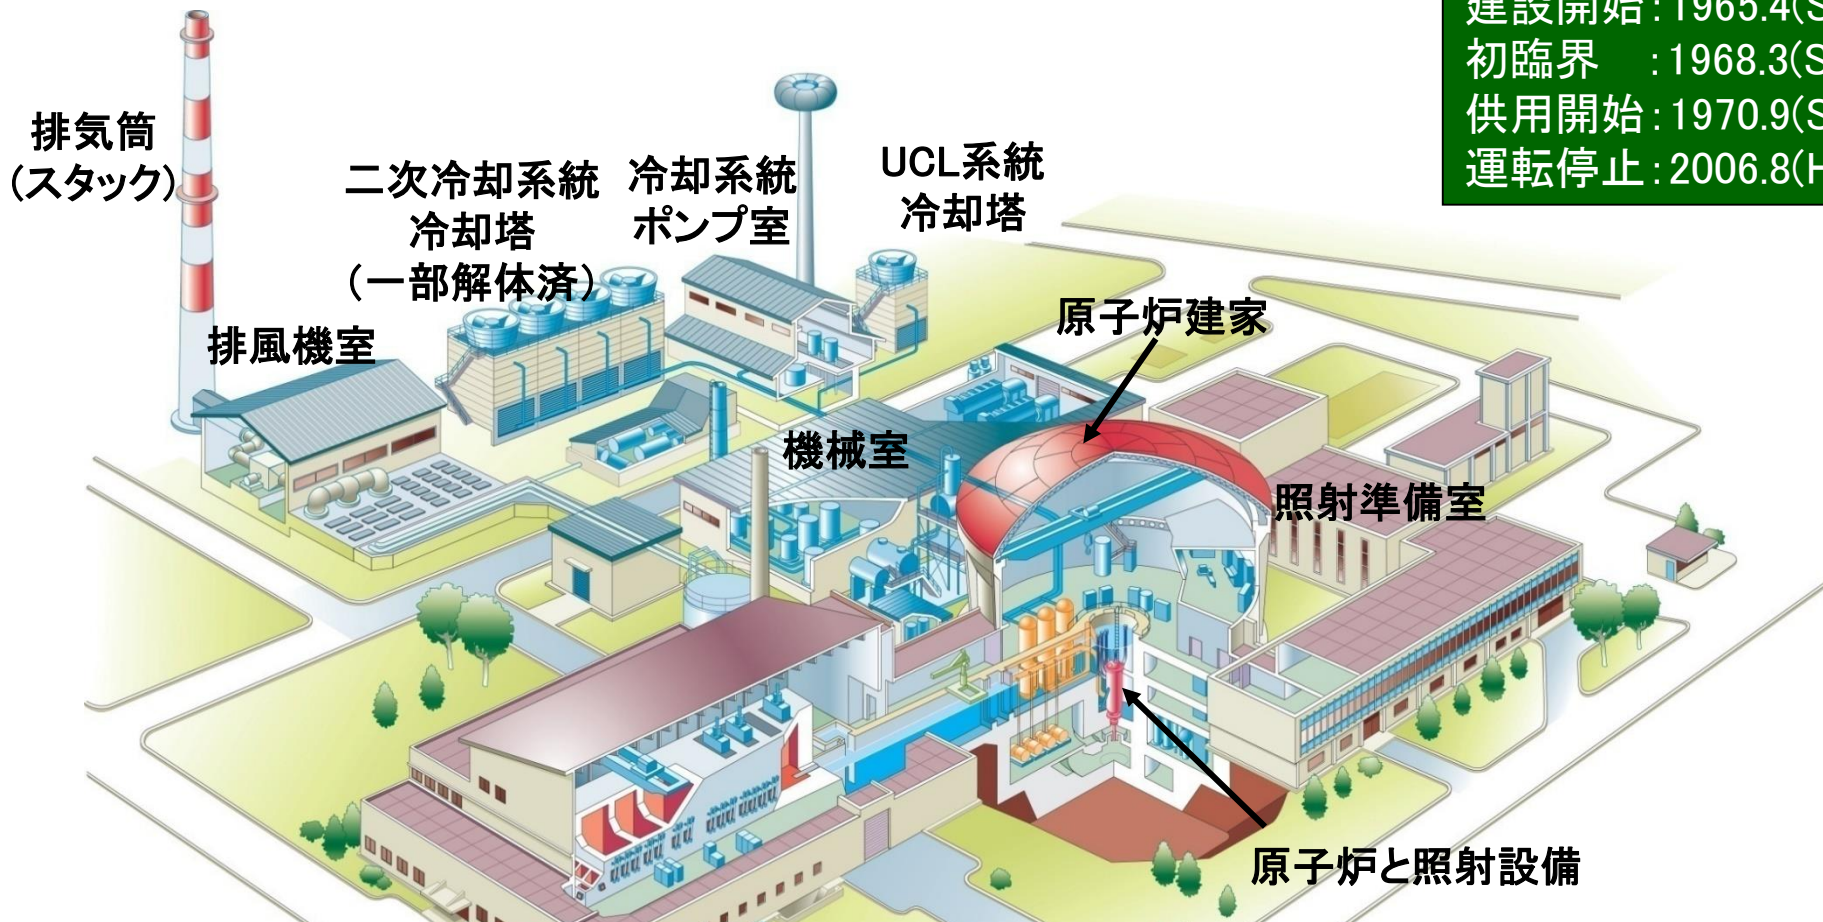 建設開始:1965.4(S
初臨界 :1968.3(S
供用開始:1970.9(S
運転停止:2006.8(H
排気筒
(スタック)
二次冷却系統
冷却塔
(一部解体済)
冷却系統
ポンプ室
UCL系統
冷却塔
排風機室
原子炉建家
機械室
照射準備室
原子炉と照射設備